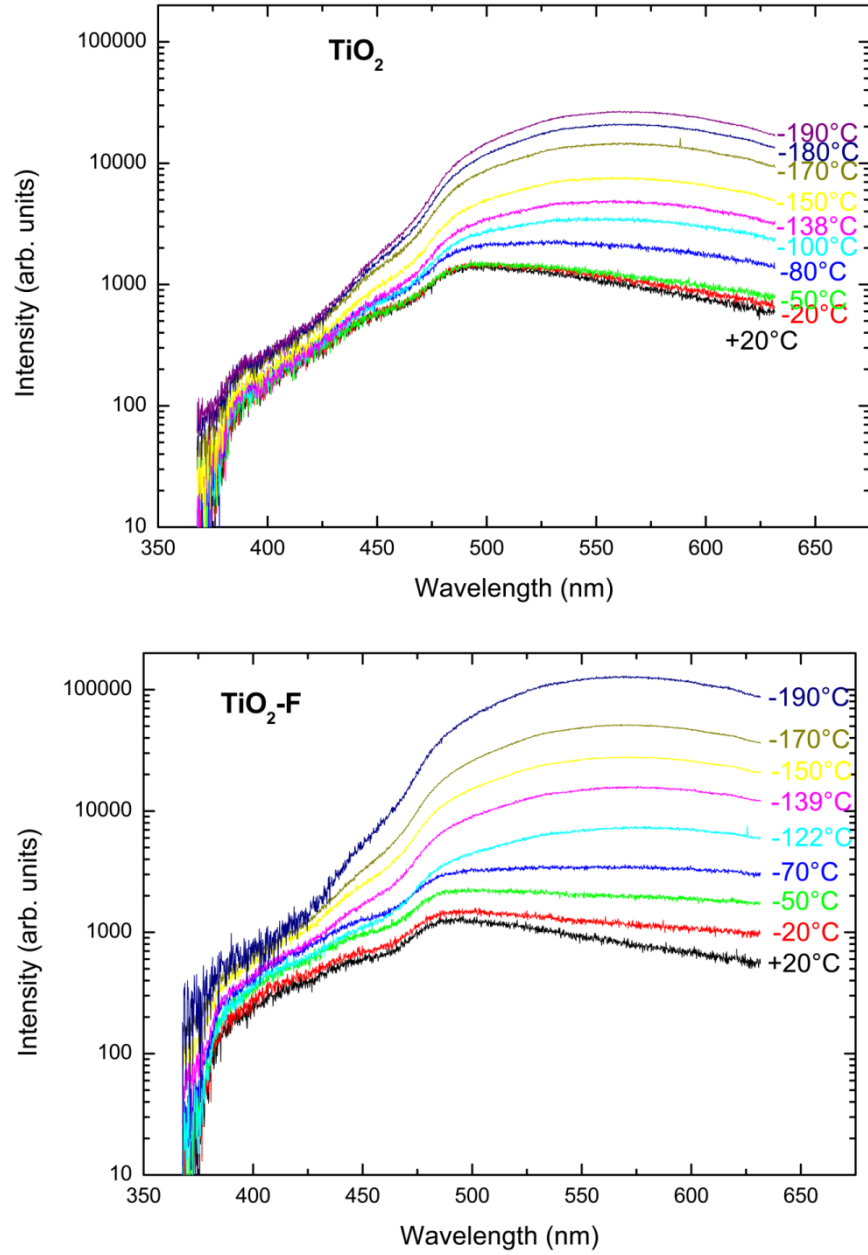 TiO2
100000
10000
1000
100
10
Intensity (arb. units)
-190°C
-180°C
-170°C
-150°C
-138°C
-100°C
-80°C
-50°C
-20°C
+20°C
350 400 450 500 550 600 650
Wavelength (nm)
TiO2-F
100000
10000
1000
100
10
Intensity (arb. units)
-190°C
-170°C
-150°C
-139°C
-122°C
-70°C
-50°C
-20°C
+20°C
350 400 450 500 550 600 650
Wavelength (nm)